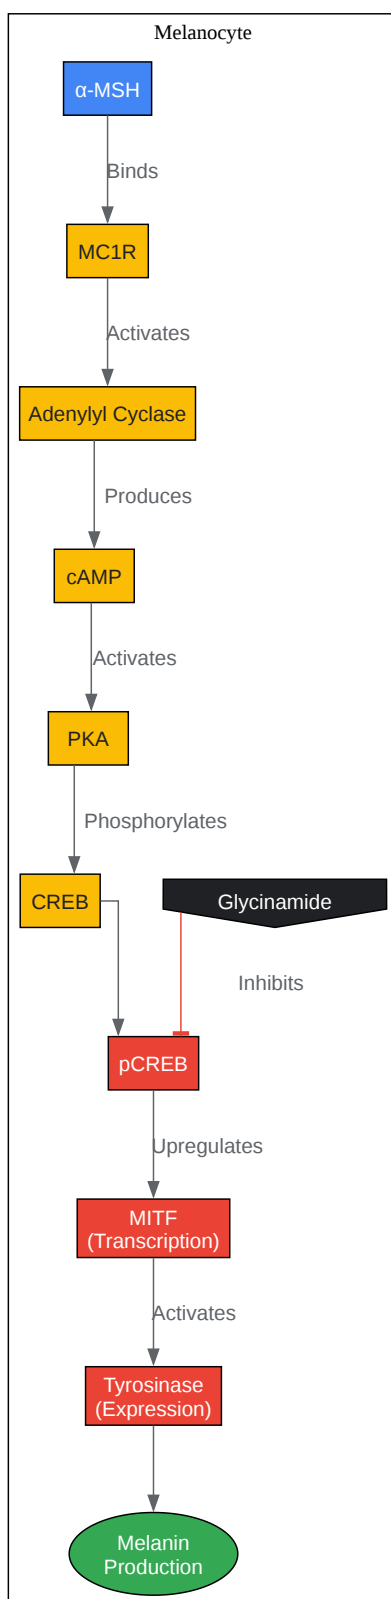 Melanocyte
α-MSH
Binds
MC1R
Activates
Adenylyl Cyclase
Produces
cAMP
Activates
PKA
Phosphorylates
CREB
Glycinamide
Inhibits
pCREB
Upregulates
MITF
(Transcription)
Activates
Tyrosinase
(Expression)
Melanin
Production